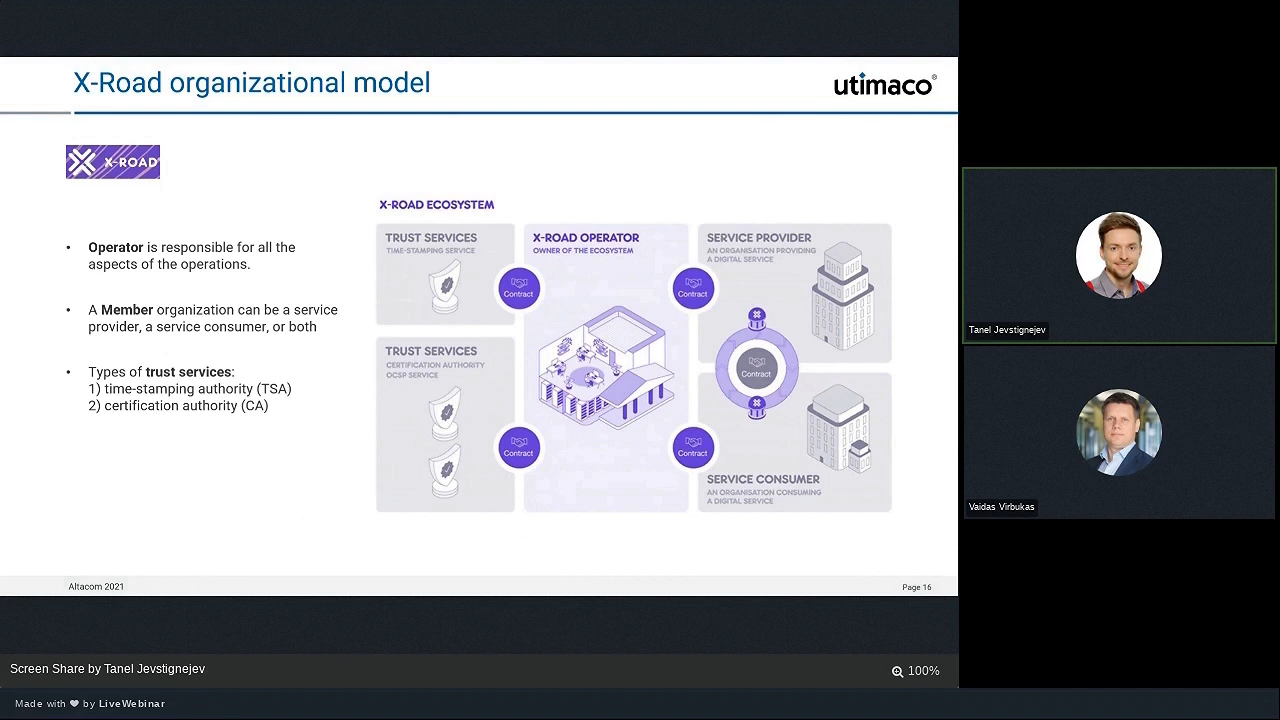 X-Road organizational model
utimaco®
X-ROAD
Operator is responsible for all the
aspects of the operations.
A Member organization can be a service
provider, a service consumer, or both
Types of trust services:
1) time-stamping authority (TSA)
2) certification authority (CA)
X-ROAD ECOSYSTEM
TRUST SERVICES
TIME-STAMPING SERVICE
TRUST SERVICES
CERTIFICATION AUTHORITY
OCSP SERVICE
X-ROAD OPERATOR
OWNER OF THE ECOSYSTEM
SERVICE PROVIDER
AN ORGANISATION PROVIDING
A DIGITAL SERVICE
Contract
Contract
Contract
Contract
Contract
SERVICE CONSUMER
AN ORGANISATION CONSUMING
A DIGITAL SERVICE
Altacom 2021
Page 16
Tanel Jevstignejev
Vaidas Virbukas
Screen Share by Tanel Jevstignejev
100%
Made with ❤ by LiveWebinar